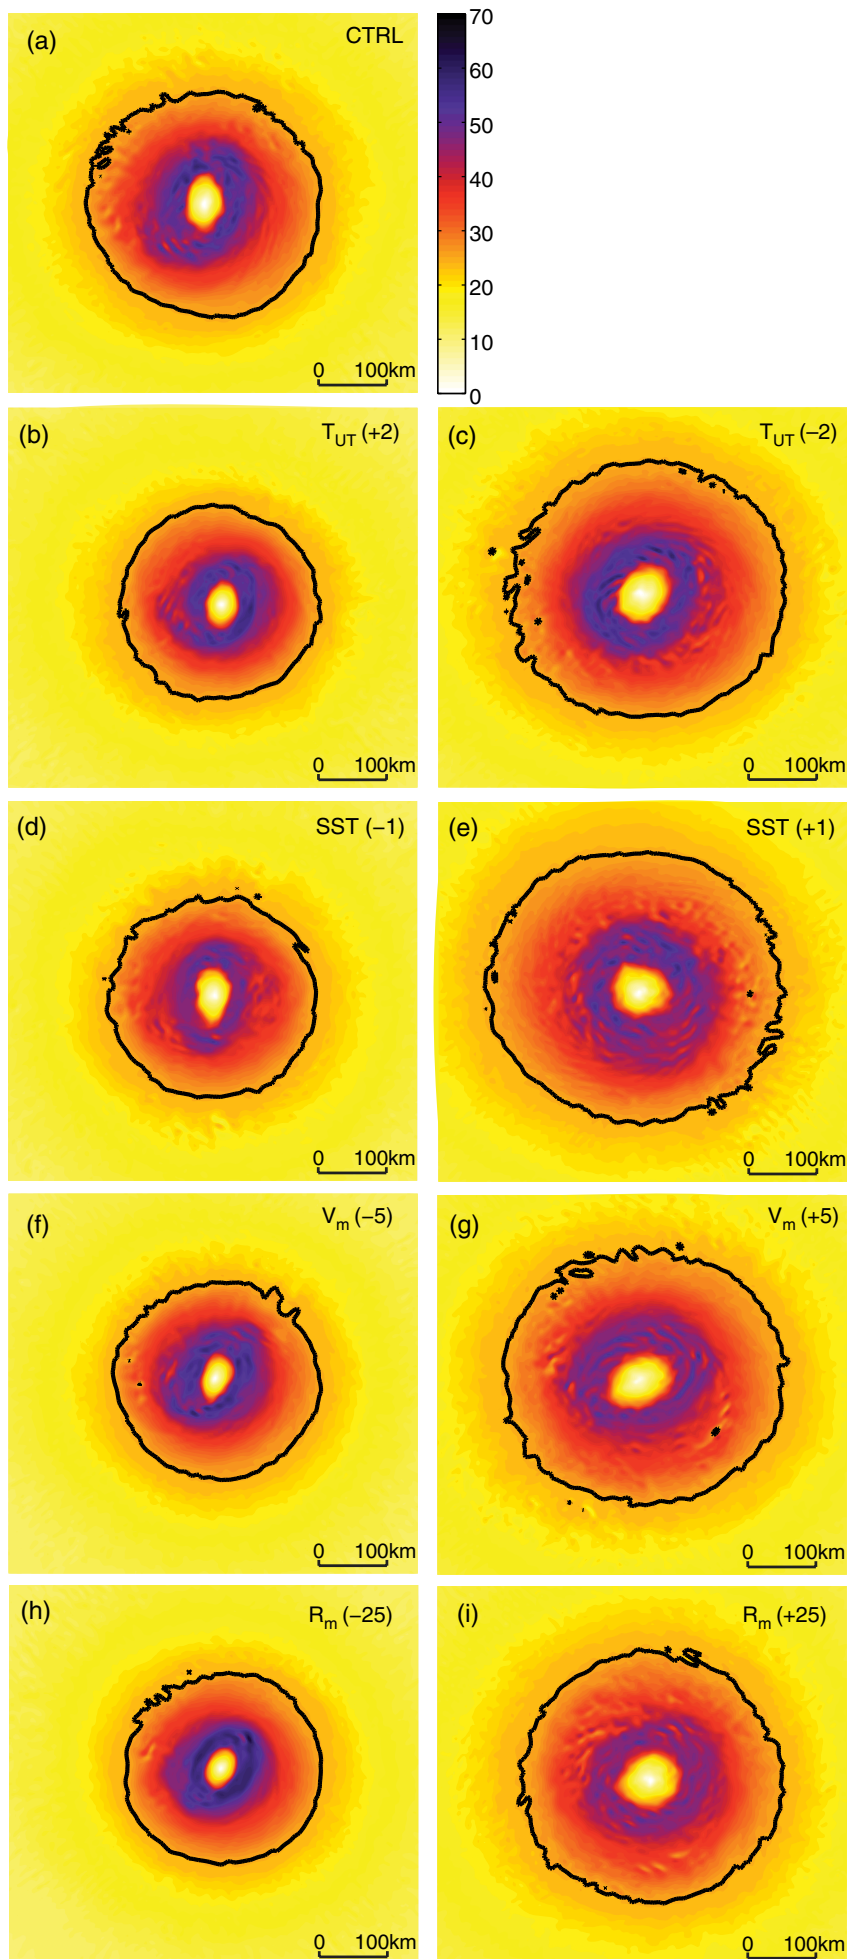 (a) CTRL
70
60
50
40
30
20
10
0
0 100km
(b) T_UT (+2)
0 100km
(c) T_UT (−2)
0 100km
(d) SST (−1)
0 100km
(e) SST (+1)
0 100km
(f) V_m (−5)
0 100km
(g) V_m (+5)
0 100km
(h) R_m (−25)
0 100km
(i) R_m (+25)
0 100km